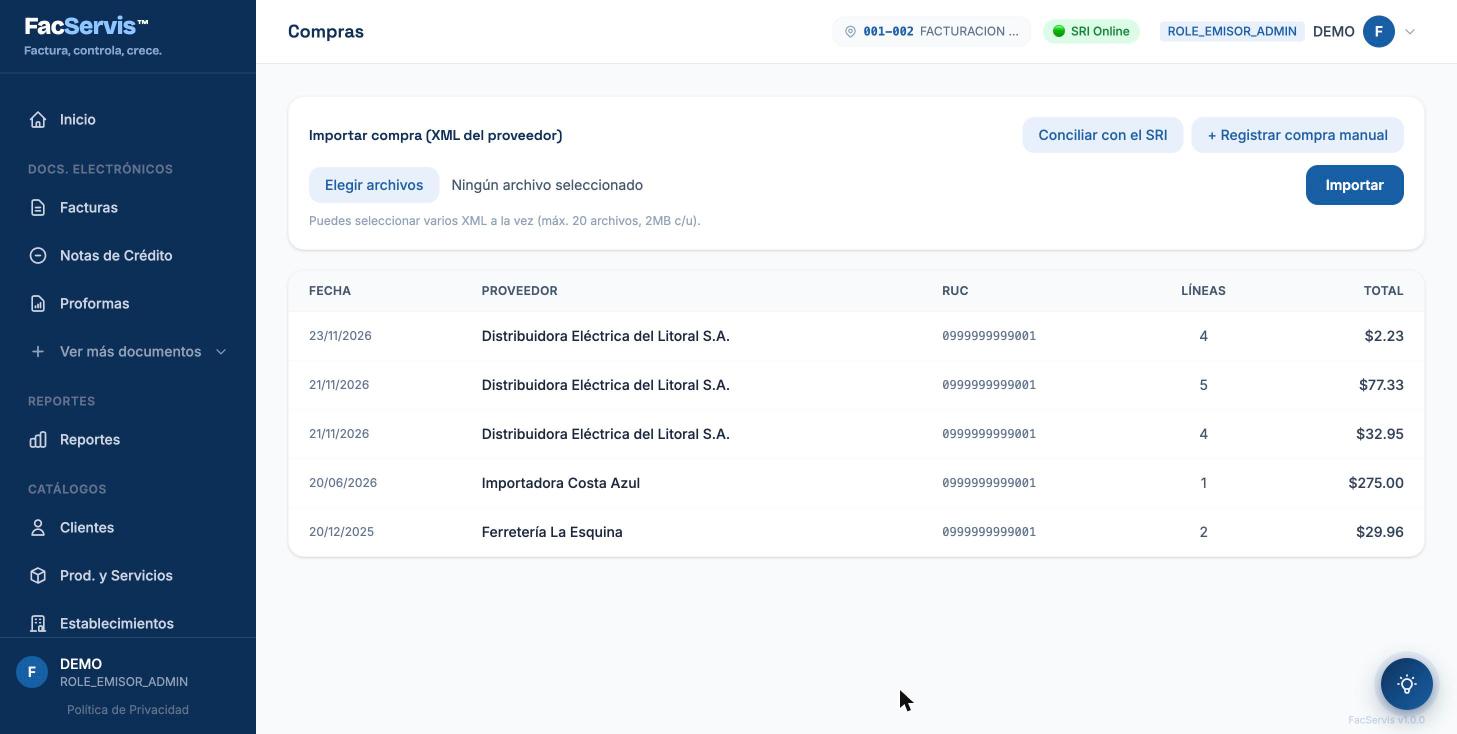 FacServis™
Factura, controla, crece.
Inicio
DOCS. ELECTRÓNICOS
Facturas
Notas de Crédito
Proformas
Ver más documentos
REPORTES
Reportes
CATÁLOGOS
Clientes
Prod. y Servicios
Establecimientos
F DEMO
ROLE_EMISOR_ADMIN
Política de Privacidad
Compras
001-002 FACTURACION ...
SRI Online
ROLE_EMISOR_ADMIN DEMO F
Importar compra (XML del proveedor)
Conciliar con el SRI
+ Registrar compra manual
Elegir archivos Ningún archivo seleccionado
Importar
Puedes seleccionar varios XML a la vez (máx. 20 archivos, 2MB c/u).
FECHA PROVEEDOR RUC LÍNEAS TOTAL
23/11/2026 Distribuidora Eléctrica del Litoral S.A. 0999999999001 4 $2.23
21/11/2026 Distribuidora Eléctrica del Litoral S.A. 0999999999001 5 $77.33
21/11/2026 Distribuidora Eléctrica del Litoral S.A. 0999999999001 4 $32.95
20/06/2026 Importadora Costa Azul 0999999999001 1 $275.00
20/12/2025 Ferretería La Esquina 0999999999001 2 $29.96
FacServis v1.0.0